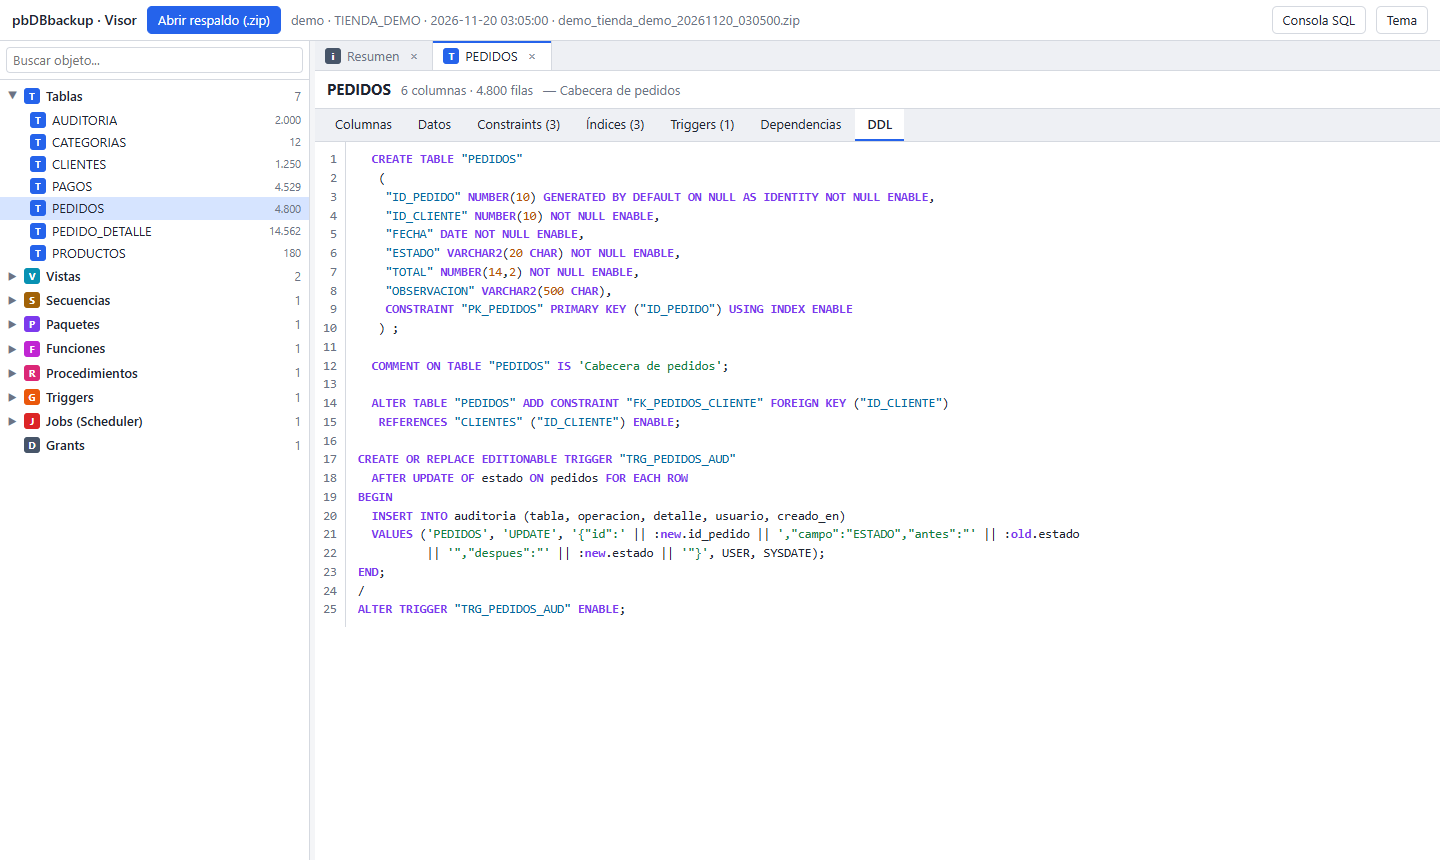 pbDBbackup · Visor
Abrir respaldo (.zip)
demo · TIENDA_DEMO · 2026-11-20 03:05:00 · demo_tienda_demo_20261120_030500.zip
Consola SQL
Tema
Buscar objeto...
T Tablas 7
T AUDITORIA 2.000
T CATEGORIAS 12
T CLIENTES 1.250
T PAGOS 4.529
T PEDIDOS 4.800
T PEDIDO_DETALLE 14.562
T PRODUCTOS 180
V Vistas 2
S Secuencias 1
P Paquetes 1
F Funciones 1
R Procedimientos 1
G Triggers 1
J Jobs (Scheduler) 1
D Grants 1
i Resumen ×
T PEDIDOS ×
PEDIDOS 6 columnas · 4.800 filas — Cabecera de pedidos
Columnas Datos Constraints (3) Índices (3) Triggers (1) Dependencias DDL
1 CREATE TABLE "PEDIDOS"
2 (
3 "ID_PEDIDO" NUMBER(10) GENERATED BY DEFAULT ON NULL AS IDENTITY NOT NULL ENABLE,
4 "ID_CLIENTE" NUMBER(10) NOT NULL ENABLE,
5 "FECHA" DATE NOT NULL ENABLE,
6 "ESTADO" VARCHAR2(20 CHAR) NOT NULL ENABLE,
7 "TOTAL" NUMBER(14,2) NOT NULL ENABLE,
8 "OBSERVACION" VARCHAR2(500 CHAR),
9 CONSTRAINT "PK_PEDIDOS" PRIMARY KEY ("ID_PEDIDO") USING INDEX ENABLE
10 ) ;
11
12 COMMENT ON TABLE "PEDIDOS" IS 'Cabecera de pedidos';
13
14 ALTER TABLE "PEDIDOS" ADD CONSTRAINT "FK_PEDIDOS_CLIENTE" FOREIGN KEY ("ID_CLIENTE")
15 REFERENCES "CLIENTES" ("ID_CLIENTE") ENABLE;
16
17 CREATE OR REPLACE EDITIONABLE TRIGGER "TRG_PEDIDOS_AUD"
18 AFTER UPDATE OF estado ON pedidos FOR EACH ROW
19 BEGIN
20 INSERT INTO auditoria (tabla, operacion, detalle, usuario, creado_en)
21 VALUES ('PEDIDOS', 'UPDATE', '{"id":' || :new.id_pedido || ',"campo":"ESTADO","antes":"' || :old.estado
22 || '","despues":"' || :new.estado || '"}', USER, SYSDATE);
23 END;
24 /
25 ALTER TRIGGER "TRG_PEDIDOS_AUD" ENABLE;